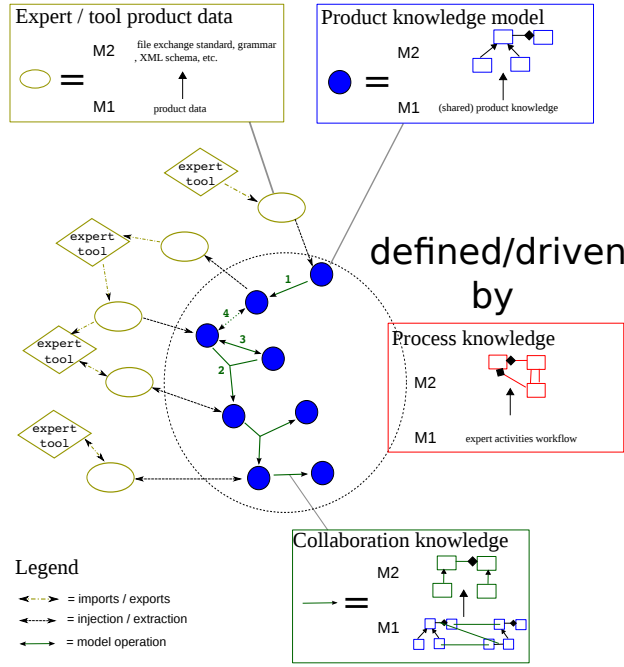 Expert / tool product data
M2
file exchange standard, grammar
, XML schema, etc.
=
M1
product data
Product knowledge model
M2
=
M1
(shared) product knowledge
expert
tool
expert
tool
expert
tool
expert
tool
1
4
3
2
defined/driven
by
Process knowledge
M2
M1
expert activities workflow
Collaboration knowledge
M2
=
M1
Legend
= imports / exports
= injection / extraction
= model operation